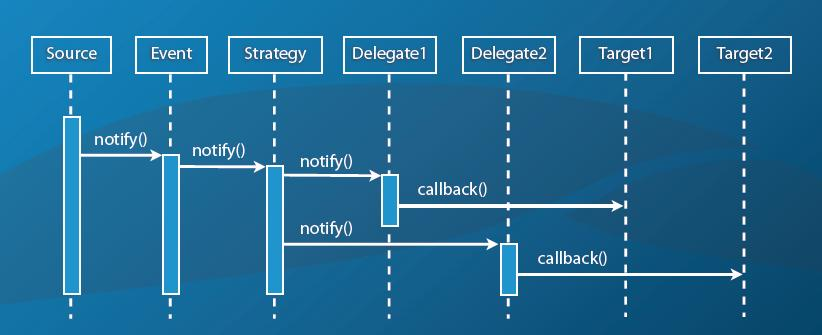 Source Event Strategy Delegate1 Delegate2 Target1 Target2
notify()
notify()
notify()
callback()
notify()
callback()